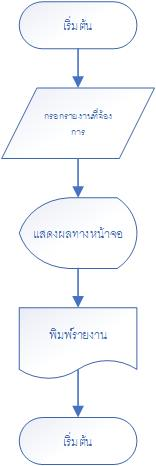 เริ่มต้น
กรอกรายงานที่ต้อง
การ
แสดงผลทางหน้าจอ
พิมพ์รายงาน
เริ่มต้น